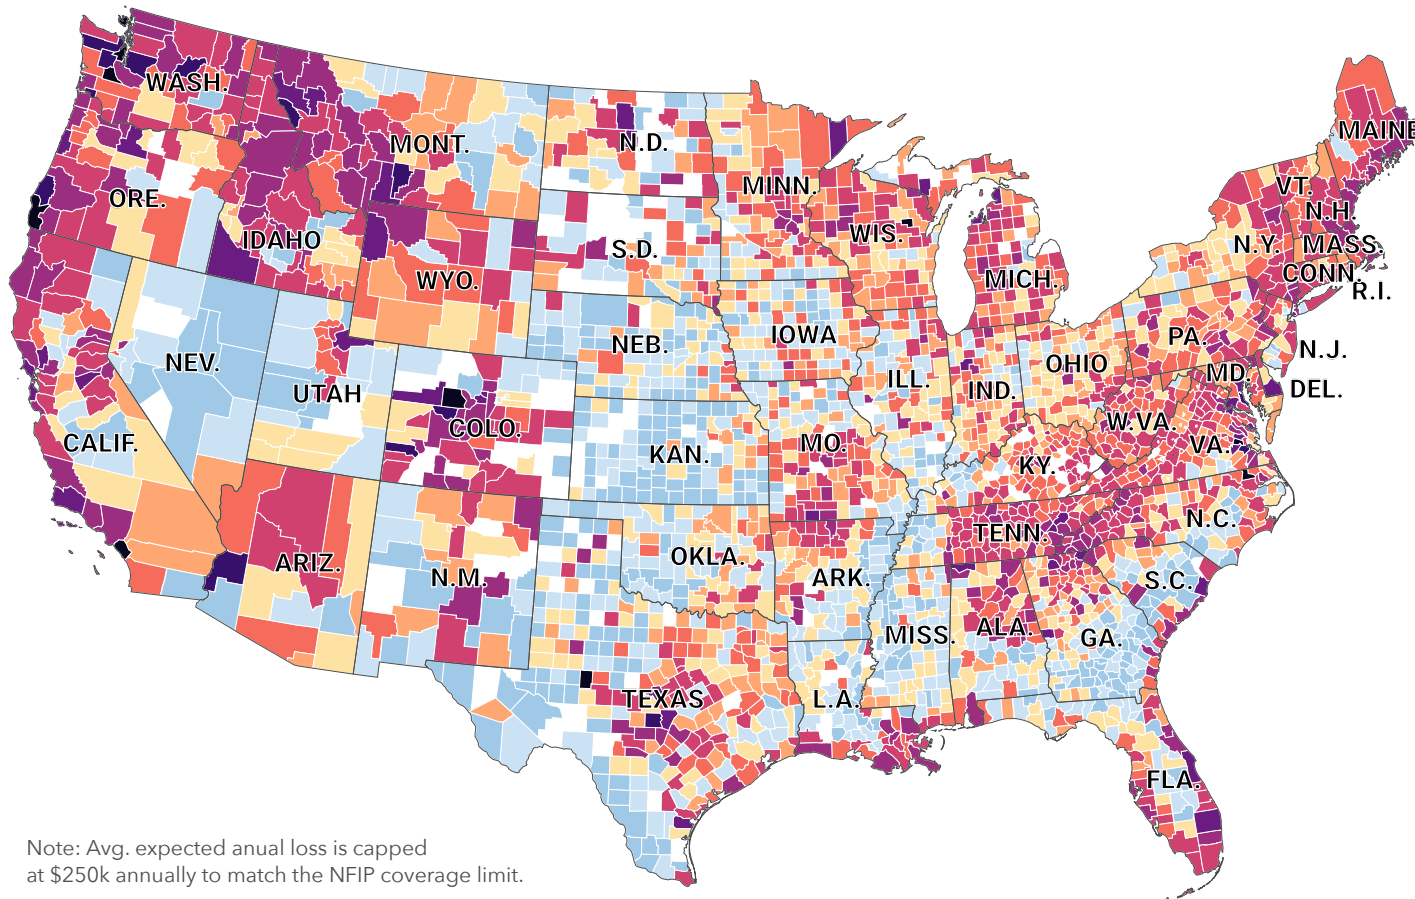 WASH.
MONT.
N.D.
MINN.
MAINE
ORE.
IDAHO
WYO.
S.D.
WIS.
MICH.
VT.
N.H.
N.Y.
MASS.
CONN.
R.I.
NEV.
UTAH
COLO.
NEB.
IOWA
ILL.
IND.
OHIO
PA.
N.J.
MD.
DEL.
CALIF.
KAN.
MO.
KY.
W.VA.
VA.
ARIZ.
N.M.
OKLA.
ARK.
TENN.
N.C.
S.C.
TEXAS
L.A.
MISS.
ALA.
GA.
FLA.
Note: Avg. expected anual loss is capped
at $250k annually to match the NFIP coverage limit.